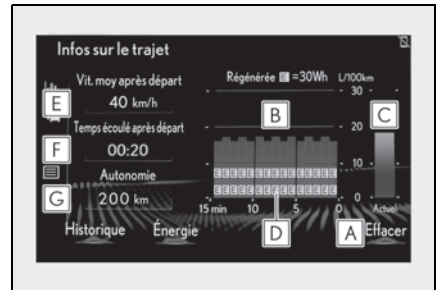 Infos sur le trajet
Vit. moy après départ
Régénérée E =30Wh L/100km
30
E
40 km/h
B
C
Temps écoulé après départ
20
F
00:20
Autonomie
10
E E E E E E E E E E E E E E E
E E E E E E E E E E E E E E E
G
200 km
0
15 min 10 5 0 Actuel
Historique Énergie D A Effacer